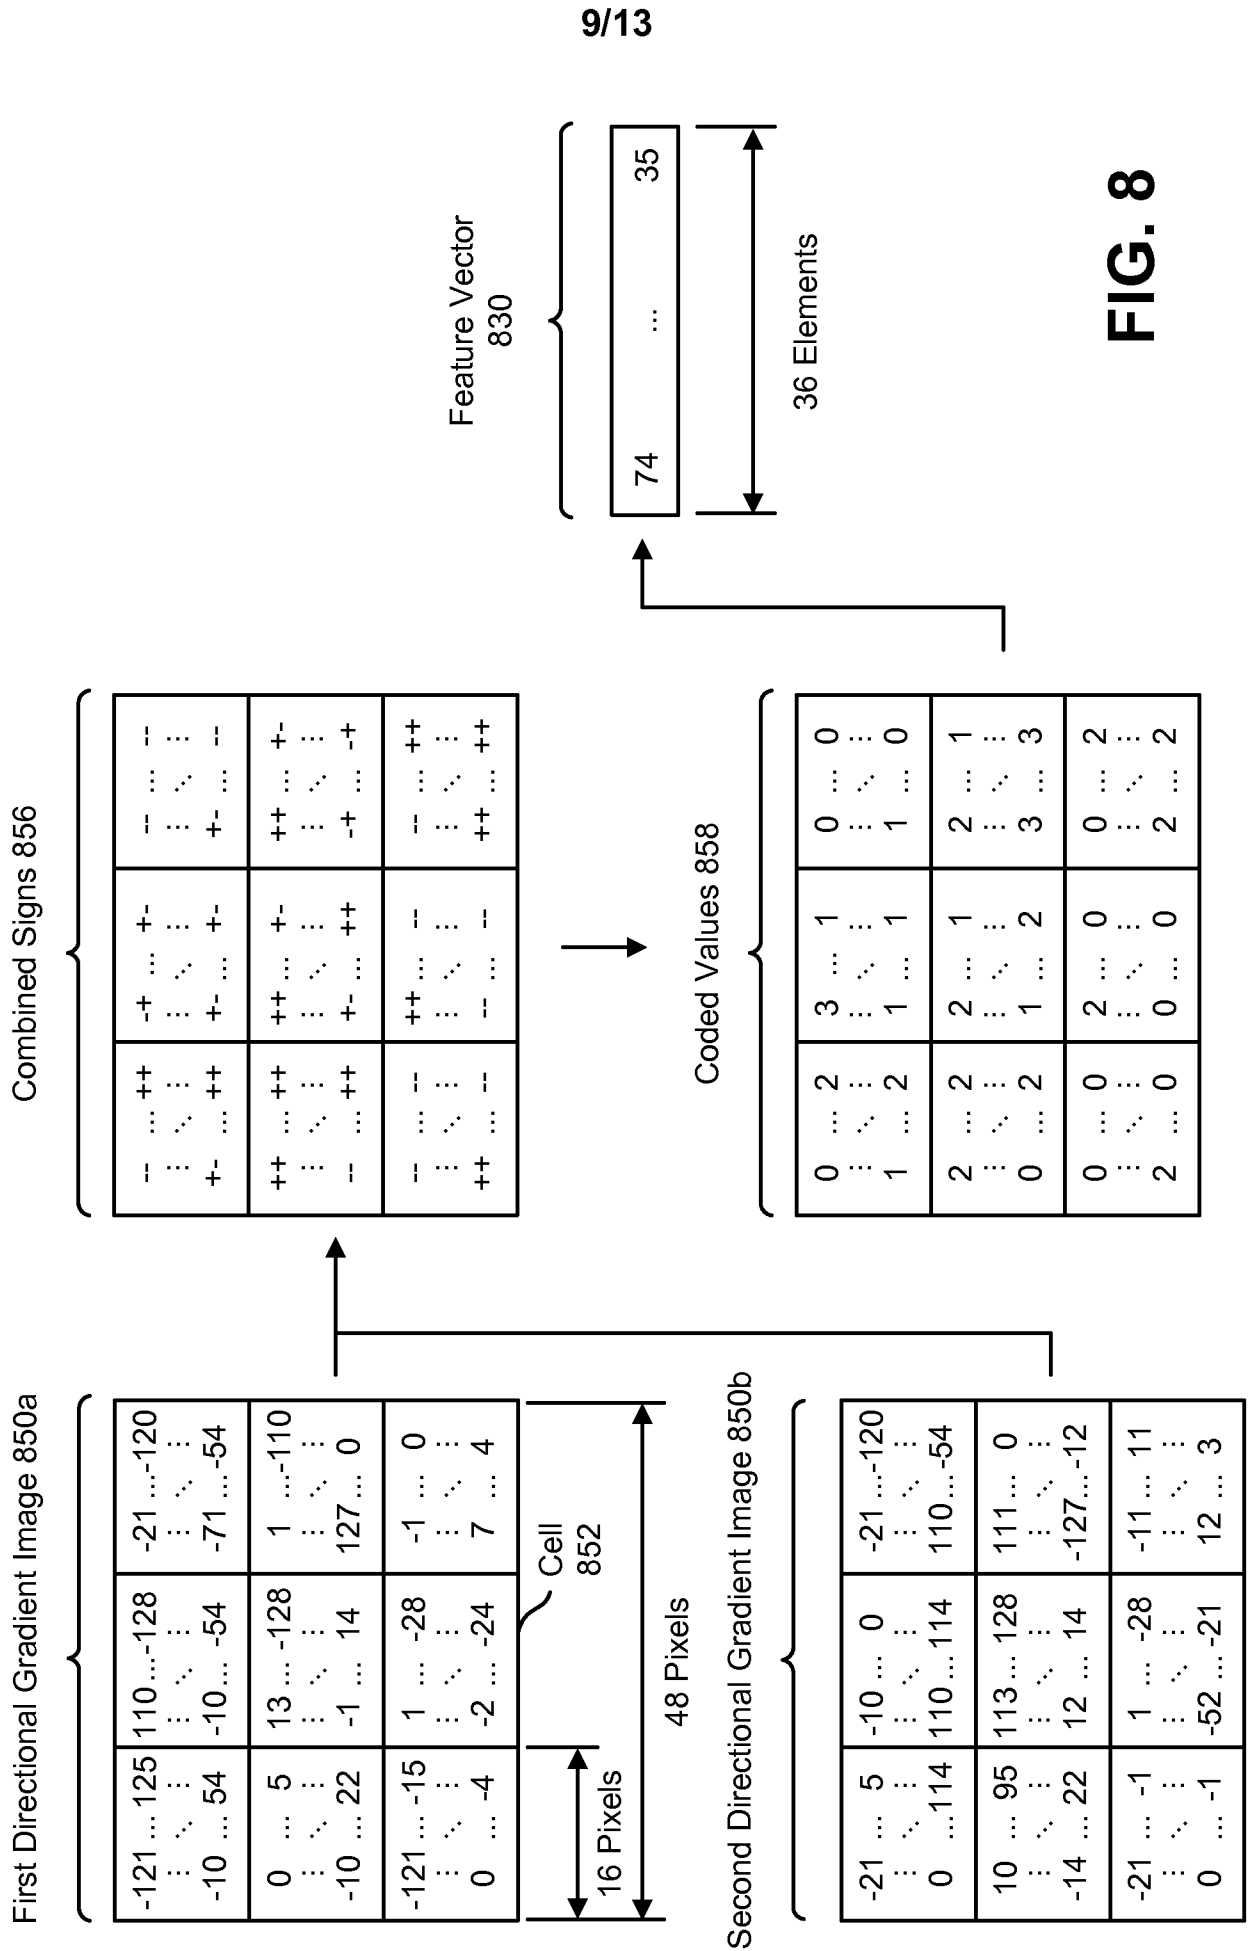 9/13
First Directional Gradient Image 850a
-121 ... 125 110 ... -128 -21 ... -120
-10 ... 54 -10 ... -54 -71 ... -54
0 ... 5 13 ... -128 1 ... -110
-10 ... 22 -1 ... 14 127 ... 0
-121 ... -15 1 ... -28 -1 ... 0
0 ... -4 -2 ... -24 7 ... 4
16 Pixels
48 Pixels
Cell
852
Second Directional Gradient Image 850b
-21 ... 5 -10 ... 0 -21 ... -120
0 ... 114 110 ... 114 110 ... -54
10 ... 95 113 ... 128 111 ... 0
-14 ... 22 12 ... 14 -127 ... -12
-21 ... -1 1 ... -28 -11 ... 11
0 ... -1 -52 ... -21 12 ... 3
Combined Signs 856
-- ... ++ -+ ... +- -- ... --
+- ... ++ +- ... +- +- ... --
++ ... ++ ++ ... +- ++ ... +-
-- ... ++ +- ... ++ -+ ... -+
-- ... -- ++ ... -- -- ... ++
++ ... -- -- ... -- ++ ... ++
Coded Values 858
0 ... 2 3 ... 1 0 ... 0
1 ... 2 1 ... 1 1 ... 0
2 ... 2 2 ... 1 2 ... 1
0 ... 2 1 ... 2 3 ... 3
0 ... 0 2 ... 0 0 ... 2
2 ... 0 0 ... 0 2 ... 2
Feature Vector
830
74 ... 35
36 Elements
FIG. 8